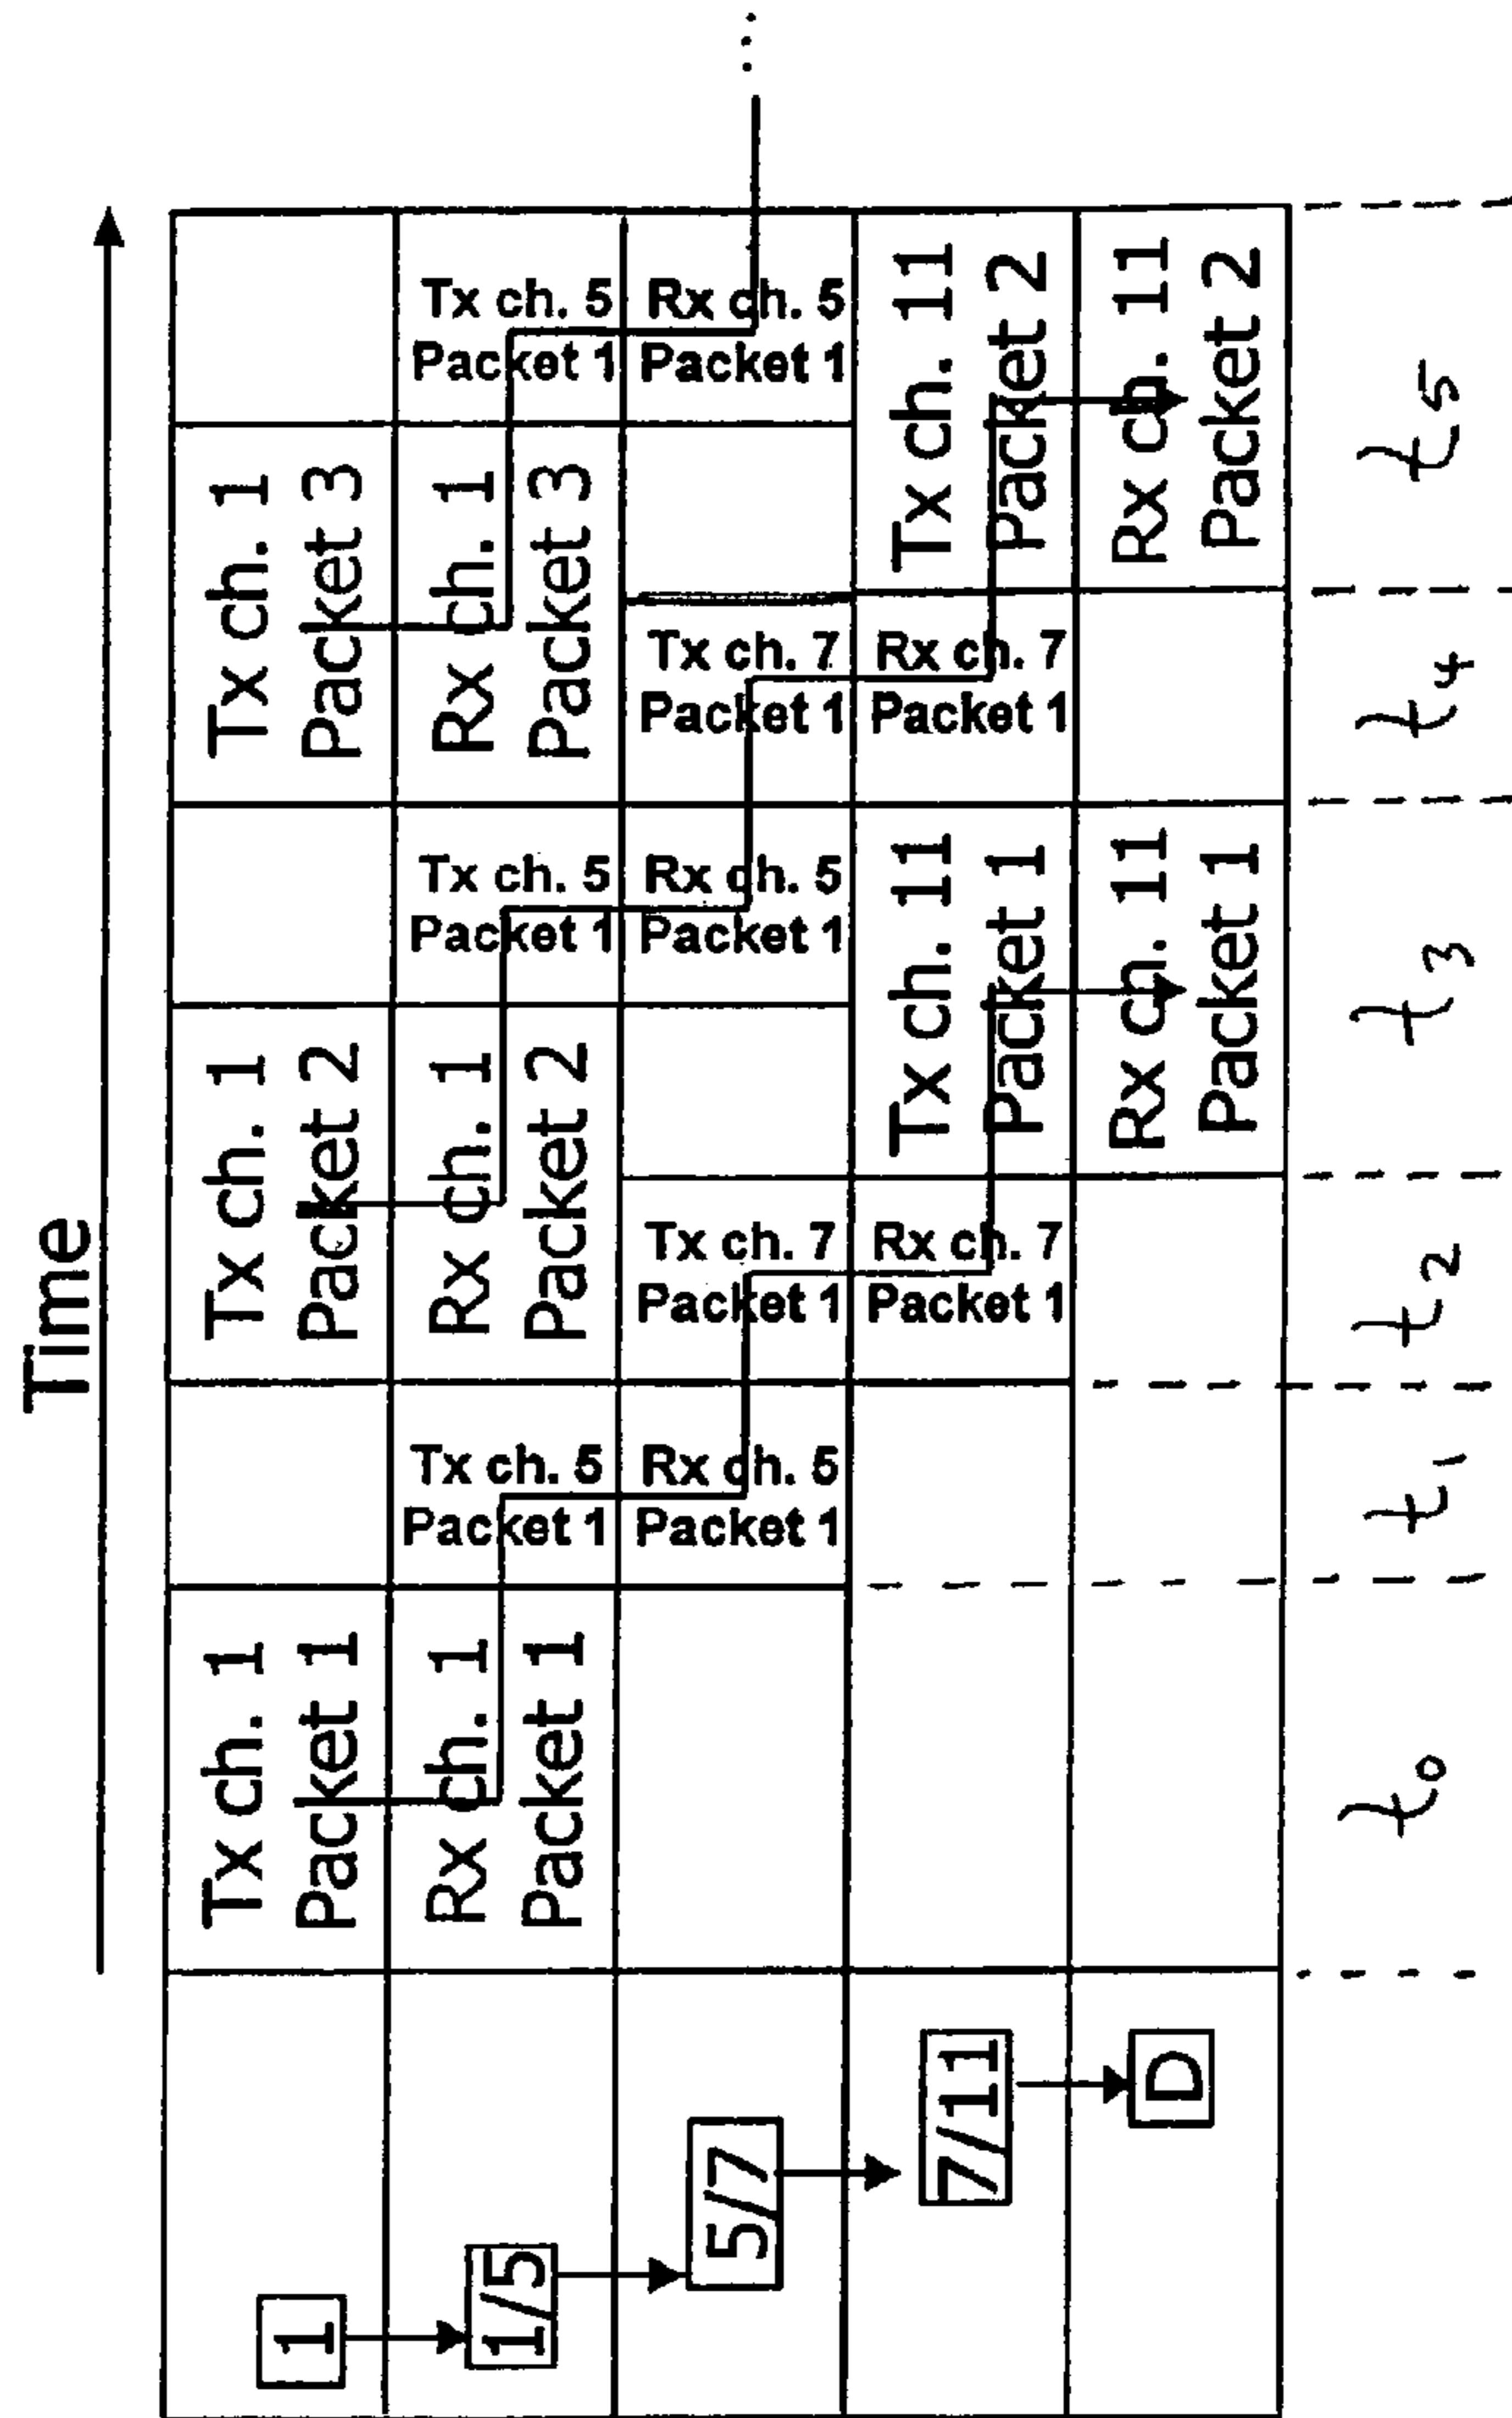 Time
1
Tx ch. 1
Packet 1
Tx ch. 1
Packet 2
Tx ch. 1
Packet 3
1/5
Rx ch. 1
Packet 1
Tx ch. 5
Packet 1
Rx ch. 1
Packet 2
Tx ch. 5
Packet 1
Rx ch. 1
Packet 3
Tx ch. 5
Packet 1
5/7
Rx ch. 5
Packet 1
Tx ch. 7
Packet 1
Rx ch. 5
Packet 1
Tx ch. 7
Packet 1
Rx ch. 5
Packet 1
...
7/11
Rx ch. 7
Packet 1
Tx ch. 11
Packet 1
Rx ch. 7
Packet 1
Tx ch. 11
Packet 2
D
Rx ch. 11
Packet 1
Rx ch. 11
Packet 2
t0 t1 t2 t3 t4 t5